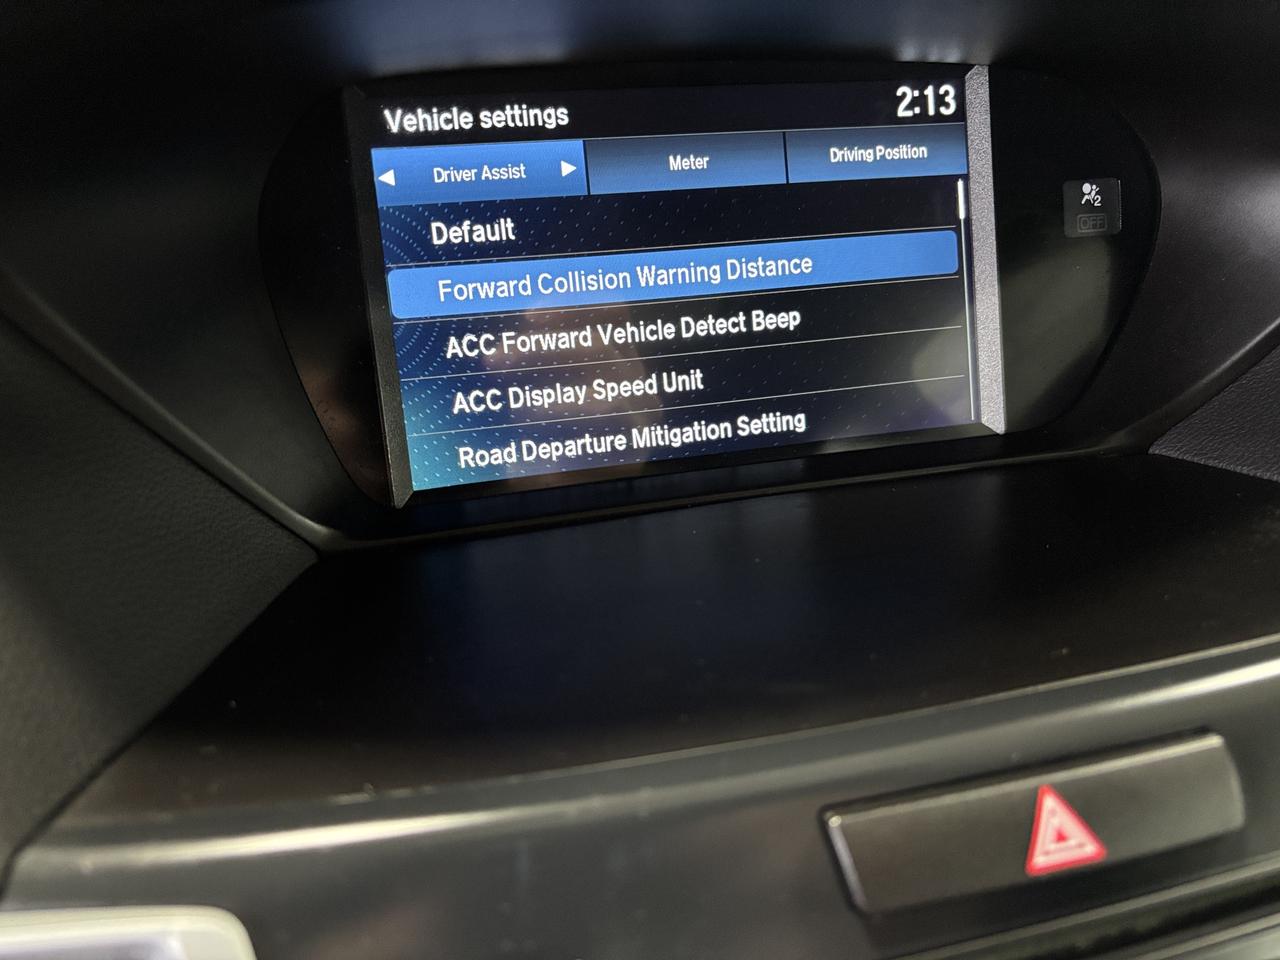 Vehicle settings
2:13
Driver Assist
Meter
Driving Position
Default
Forward Collision Warning Distance
ACC Forward Vehicle Detect Beep
ACC Display Speed Unit
Road Departure Mitigation Setting
2
OFF